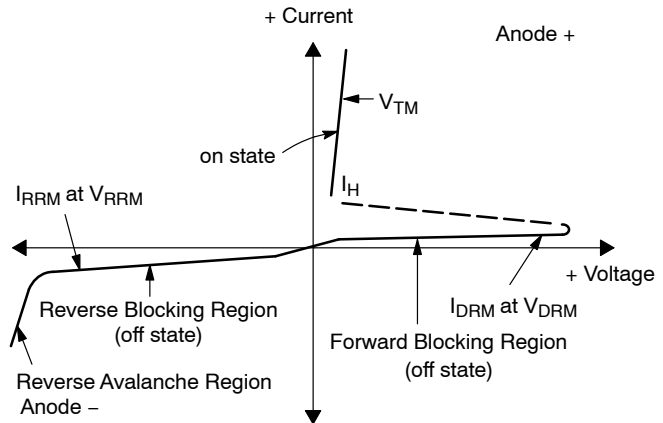 + Current
Anode +
V_TM
on state
I_H
I_RRM at V_RRM
+ Voltage
I_DRM at V_DRM
Reverse Blocking Region
(off state)
Forward Blocking Region
(off state)
Reverse Avalanche Region
Anode −